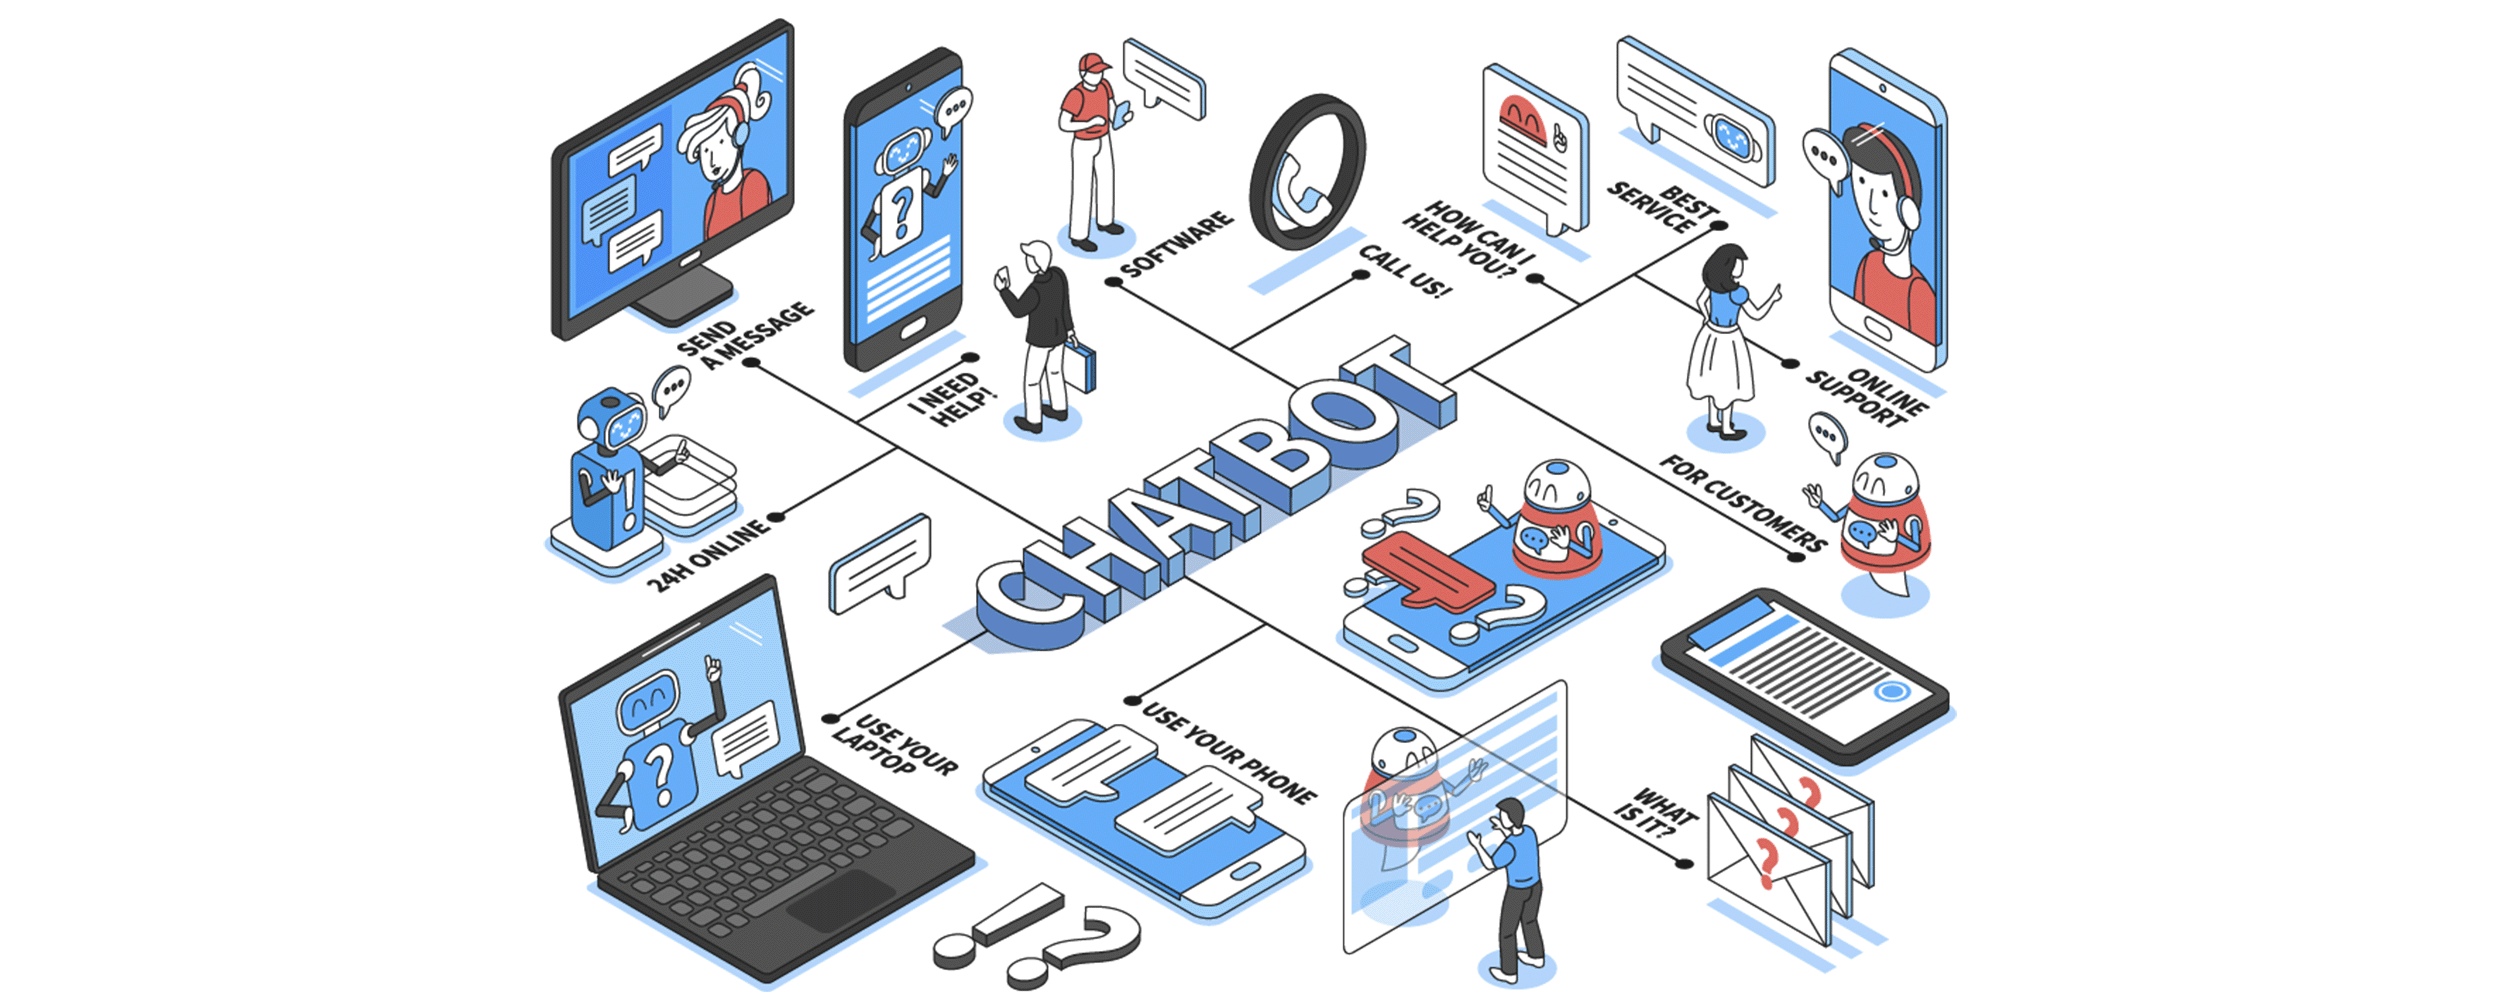 SEND
A MESSAGE
I NEED
HELP!
SOFTWARE
CALL US!
HOW CAN I
HELP YOU?
BEST
SERVICE
ONLINE
SUPPORT
FOR CUSTOMERS
24H ONLINE
CHATBOT
USE YOUR
LAPTOP
USE YOUR PHONE
WHAT
IS IT?